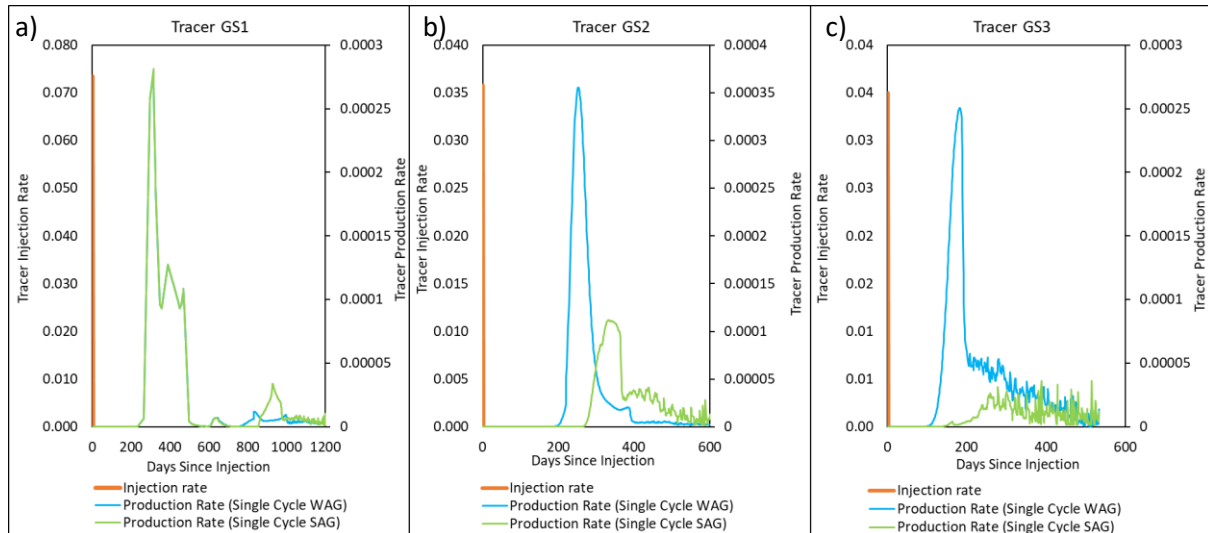 a)
Tracer GS1
0.080
0.070
0.060
0.050
0.040
0.030
0.020
0.010
0.000
Tracer Injection Rate
0.0003
0.00025
0.0002
0.00015
0.0001
0.00005
0
Tracer Production Rate
0 200 400 600 800 1000 1200
Days Since Injection
Injection rate
Production Rate (Single Cycle WAG)
Production Rate (Single Cycle SAG)
b)
Tracer GS2
0.040
0.035
0.030
0.025
0.020
0.015
0.010
0.005
0.000
Tracer Injection Rate
0.0004
0.00035
0.0003
0.00025
0.0002
0.00015
0.0001
0.00005
0
Tracer Production Rate
0 200 400 600
Days Since Injection
Injection rate
Production Rate (Single Cycle WAG)
Production Rate (Single Cycle SAG)
c)
Tracer GS3
0.04
0.04
0.03
0.03
0.02
0.02
0.01
0.01
0.00
Tracer Injection Rate
0.0003
0.00025
0.0002
0.00015
0.0001
0.00005
0
Tracer Production Rate
0 200 400 600
Days Since Injection
Injection rate
Production Rate (Single Cycle WAG)
Production Rate (Single Cycle SAG)